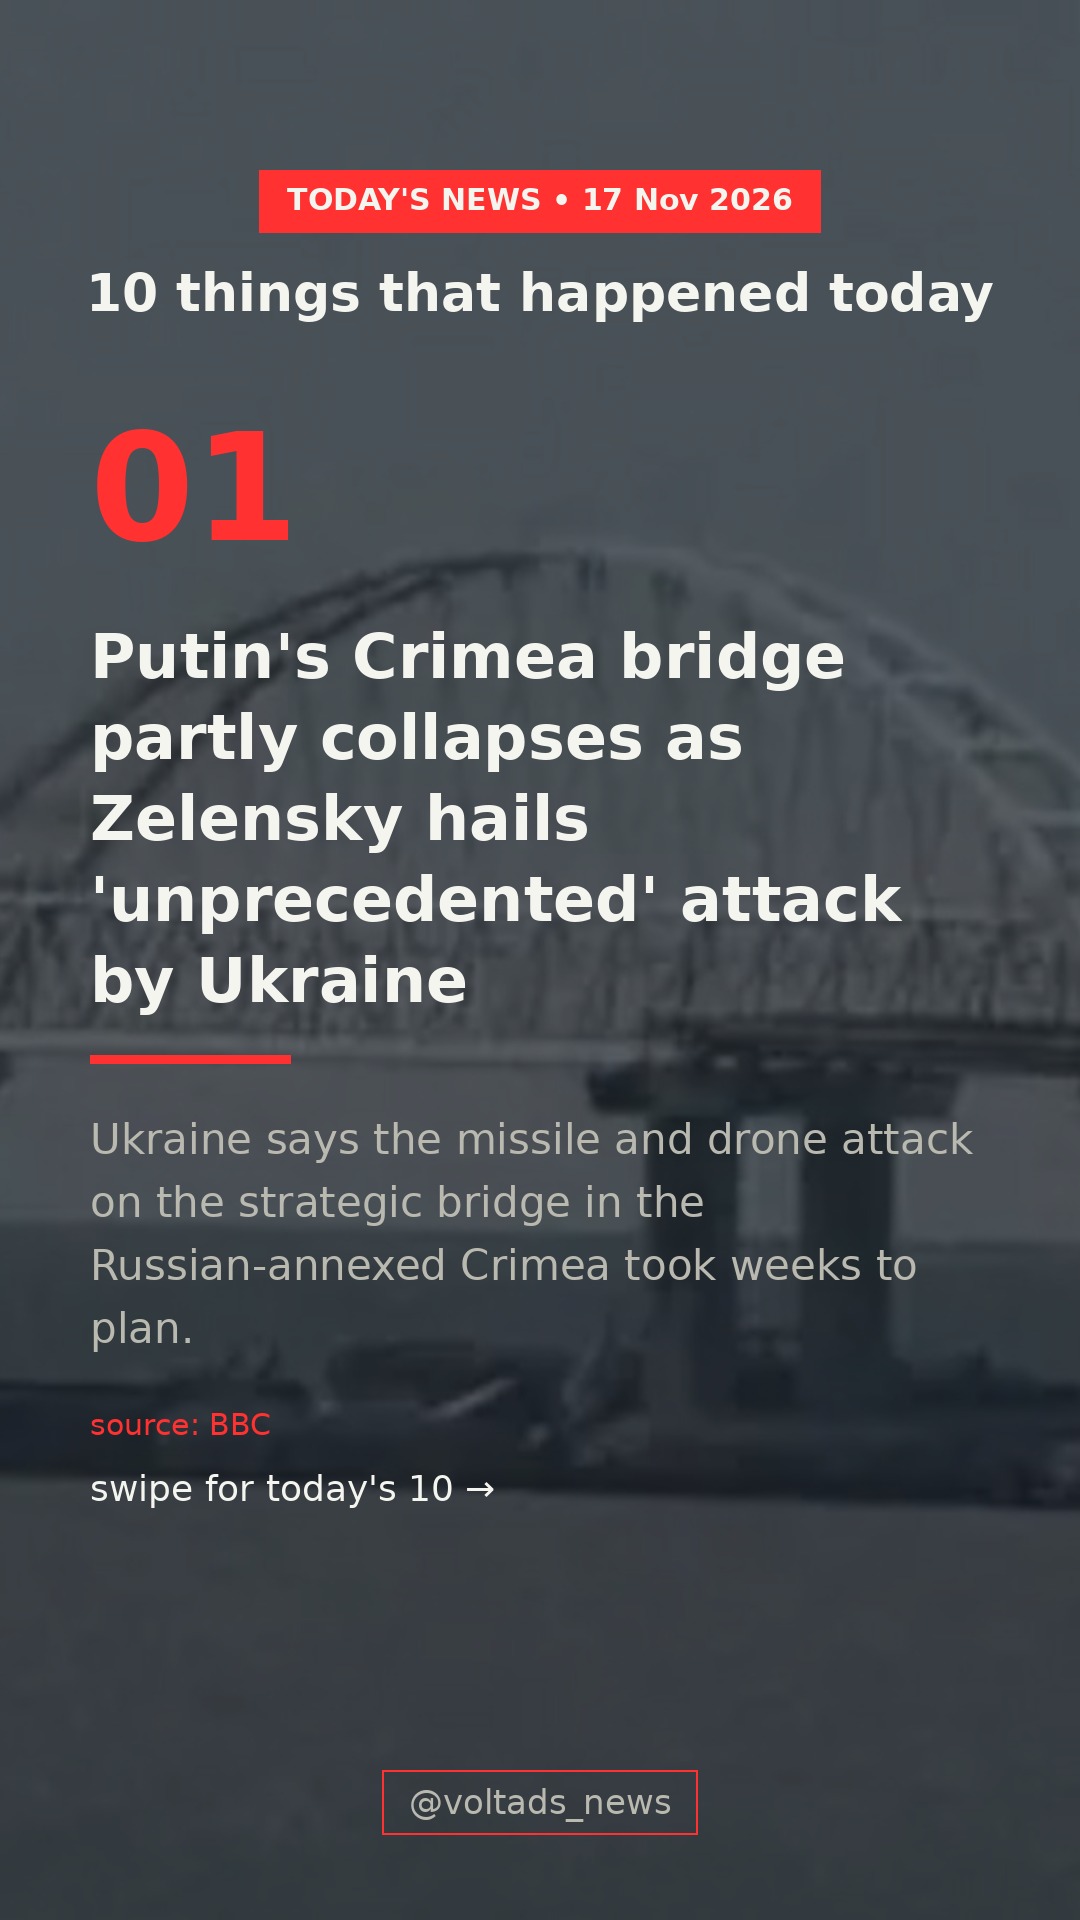 TODAY'S NEWS • 17 Nov 2026
10 things that happened today
01
Putin's Crimea bridge
partly collapses as
Zelensky hails
'unprecedented' attack
by Ukraine
Ukraine says the missile and drone attack
on the strategic bridge in the
Russian-annexed Crimea took weeks to
plan.
source: BBC
swipe for today's 10 →
@voltads_news